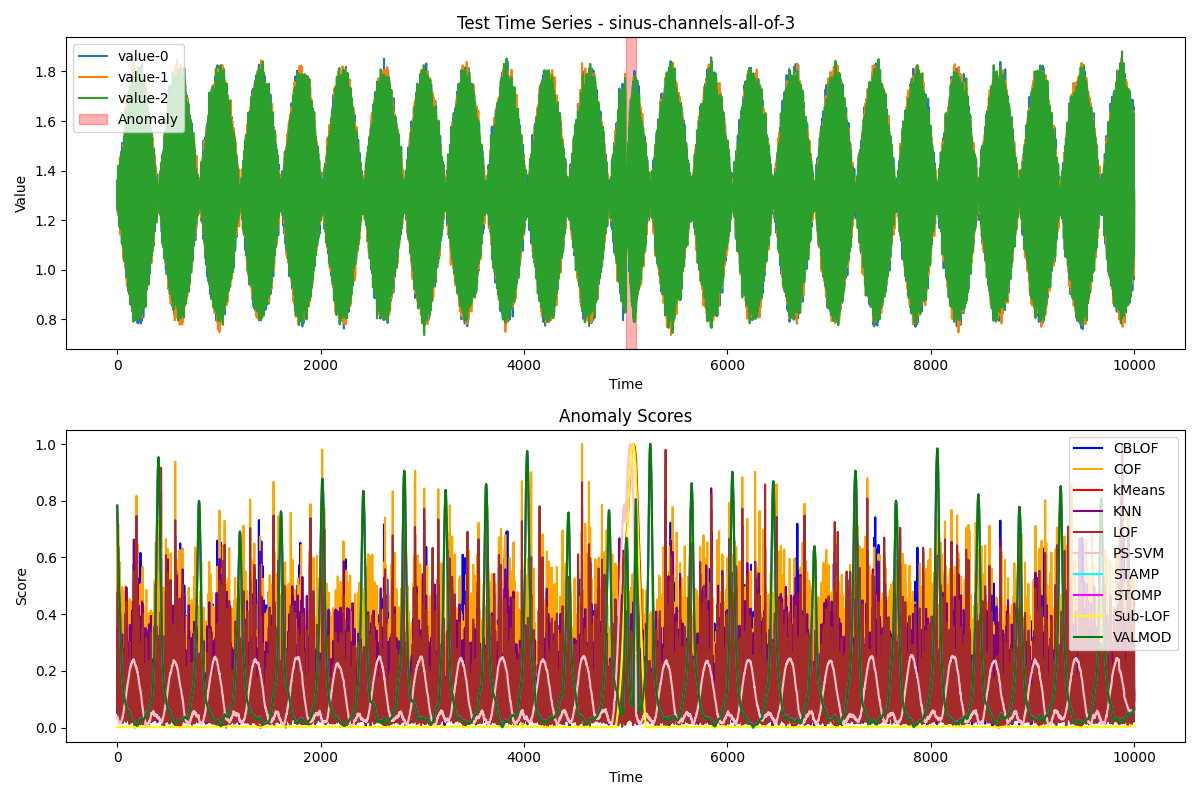 Test Time Series - sinus-channels-all-of-3
value-0
value-1
value-2
Anomaly
1.8
1.6
1.4
1.2
1.0
0.8
Value
0 2000 4000 6000 8000 10000
Time
Anomaly Scores
CBLOF
COF
kMeans
KNN
LOF
PS-SVM
STAMP
STOMP
Sub-LOF
VALMOD
1.0
0.8
0.6
0.4
0.2
0.0
Score
0 2000 4000 6000 8000 10000
Time